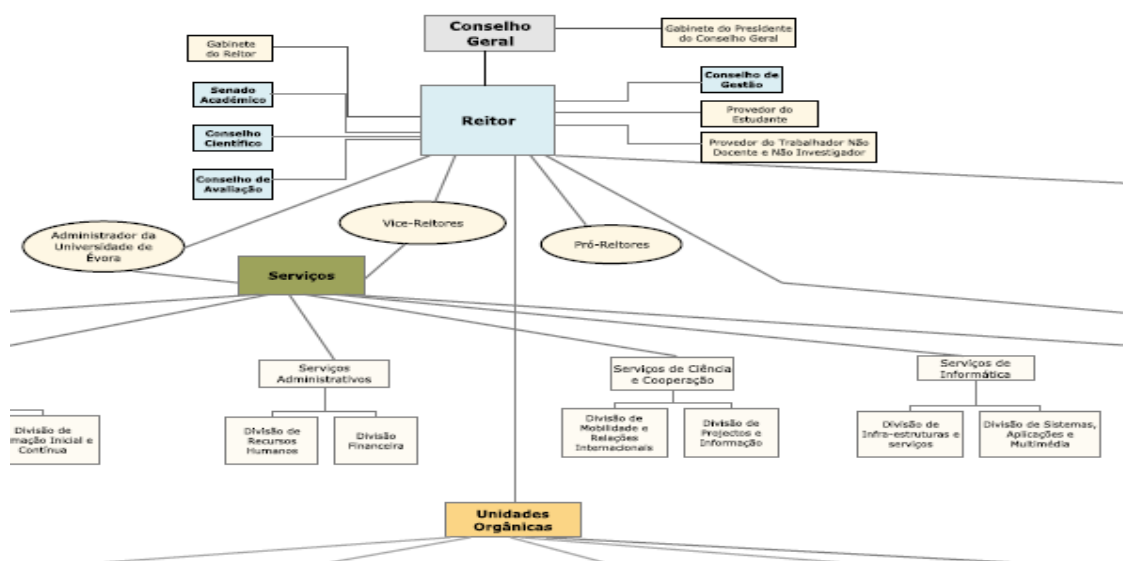 Conselho
Geral
Gabinete do Presidente
do Conselho Geral
Gabinete
do Reitor
Senado
Académico
Conselho
Científico
Conselho de
Avaliação
Reitor
Conselho de
Gestão
Provedor do
Estudante
Provedor do Trabalhador Não
Docente e Não Investigador
Administrador da
Universidade de
Évora
Vice-Reitores
Pró-Reitores
Serviços
Serviços
Administrativos
Serviços de Ciência
e Cooperação
Serviços de
Informática
Divisão de
mação Inicial e
Contínua
Divisão de
Recursos
Humanos
Divisão
Financeira
Divisão de
Mobilidade e
Relações
Internacionais
Divisão de
Projectos e
Informação
Divisão de
Infra-estruturas e
serviços
Divisão de Sistemas,
Aplicações e
Multimédia
Unidades
Orgânicas